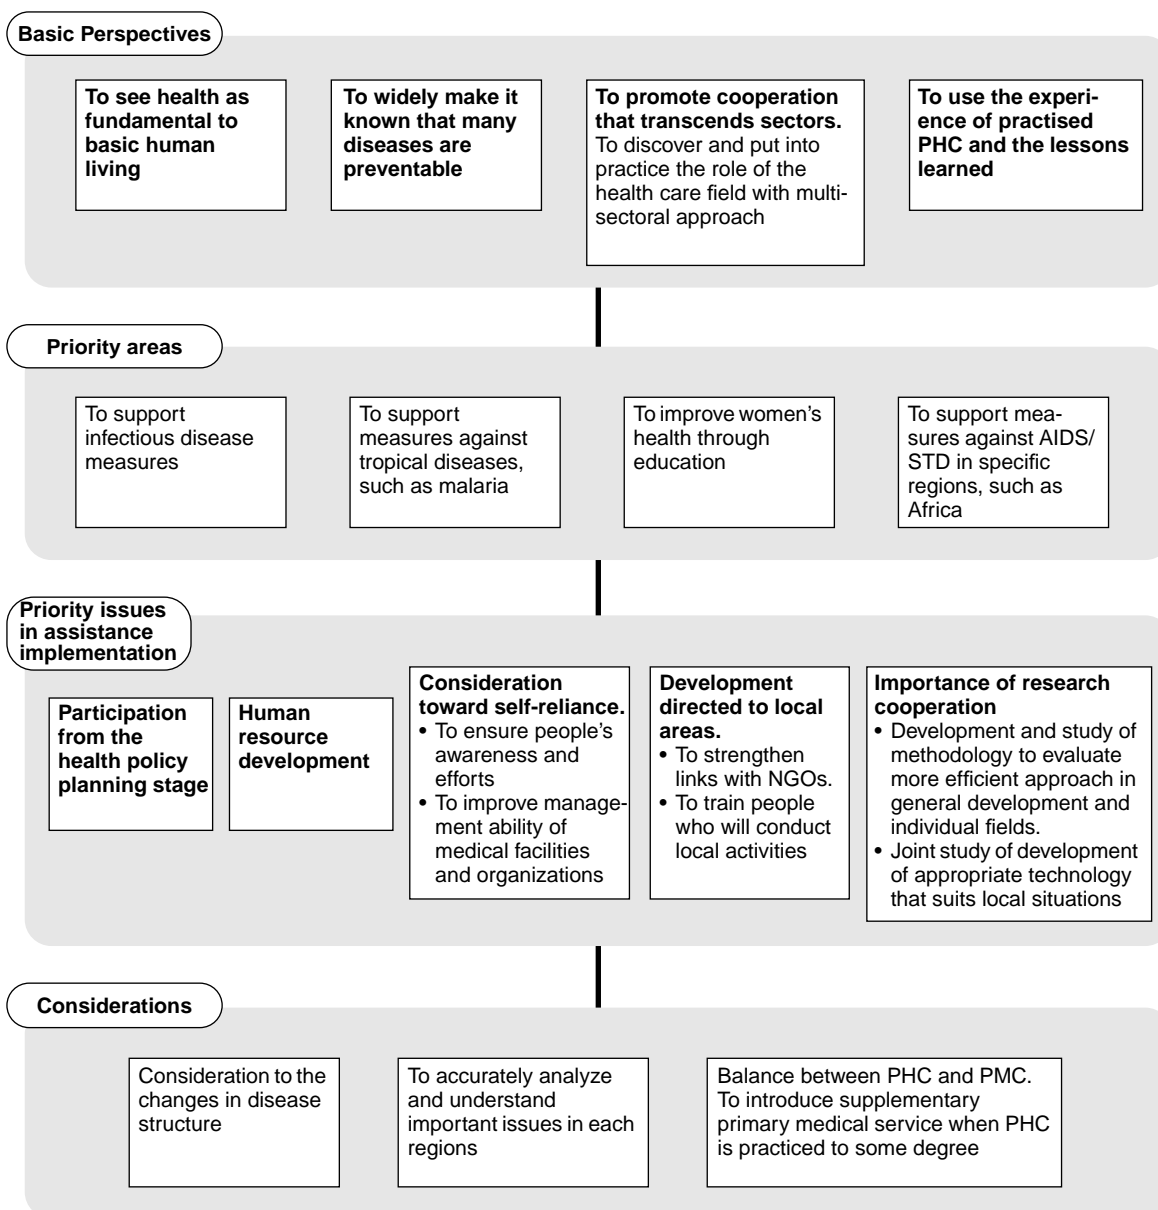 Basic Perspectives
To see health as
fundamental to
basic human
living
To widely make it
known that many
diseases are
preventable
To promote cooperation
that transcends sectors.
To discover and put into
practice the role of the
health care field with multi-
sectoral approach
To use the experi-
ence of practised
PHC and the lessons
learned
Priority areas
To support
infectious disease
measures
To support
measures against
tropical diseases,
such as malaria
To improve women’s
health through
education
To support mea-
sures against AIDS/
STD in specific
regions, such as
Africa
Priority issues
in assistance
implementation
Participation
from the
health policy
planning stage
Human
resource
development
Consideration
toward self-reliance.
• To ensure people’s
awareness and
efforts
• To improve manage-
ment ability of
medical facilities
and organizations
Development
directed to local
areas.
• To strengthen
links with NGOs.
• To train people
who will conduct
local activities
Importance of research
cooperation
• Development and study of
methodology to evaluate
more efficient approach in
general development and
individual fields.
• Joint study of development
of appropriate technology
that suits local situations
Considerations
Consideration to the
changes in disease
structure
To accurately analyze
and understand
important issues in each
regions
Balance between PHC and PMC.
To introduce supplementary
primary medical service when PHC
is practiced to some degree